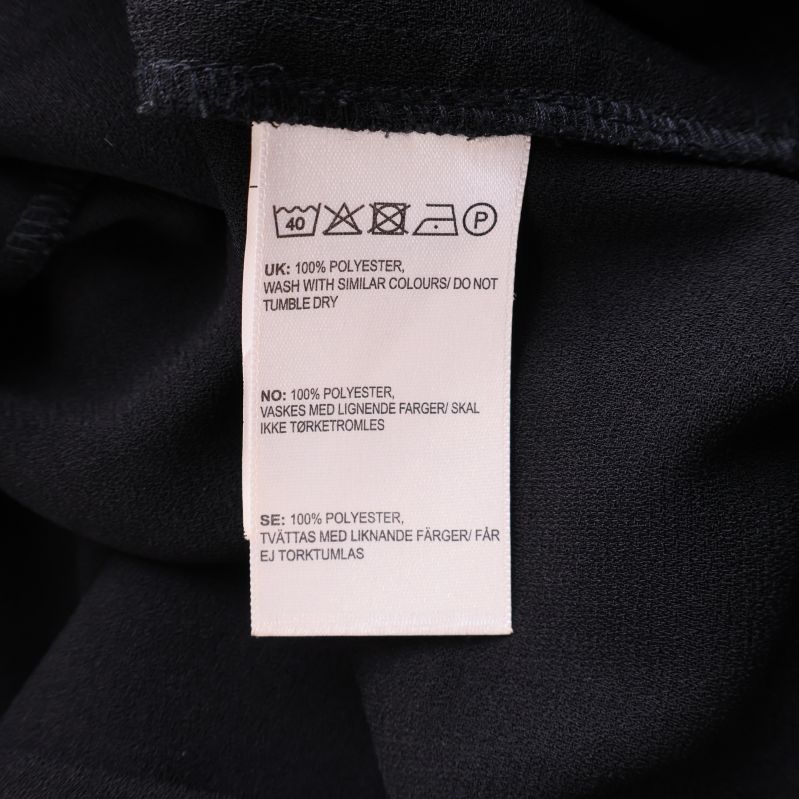 40 P
UK: 100% POLYESTER,
WASH WITH SIMILAR COLOURS/ DO NOT
TUMBLE DRY
NO: 100% POLYESTER,
VASKES MED LIGNENDE FARGER/ SKAL
IKKE TØRKETROMLES
SE: 100% POLYESTER,
TVÄTTAS MED LIKNANDE FÄRGER/ FÅR
EJ TORKTUMLAS